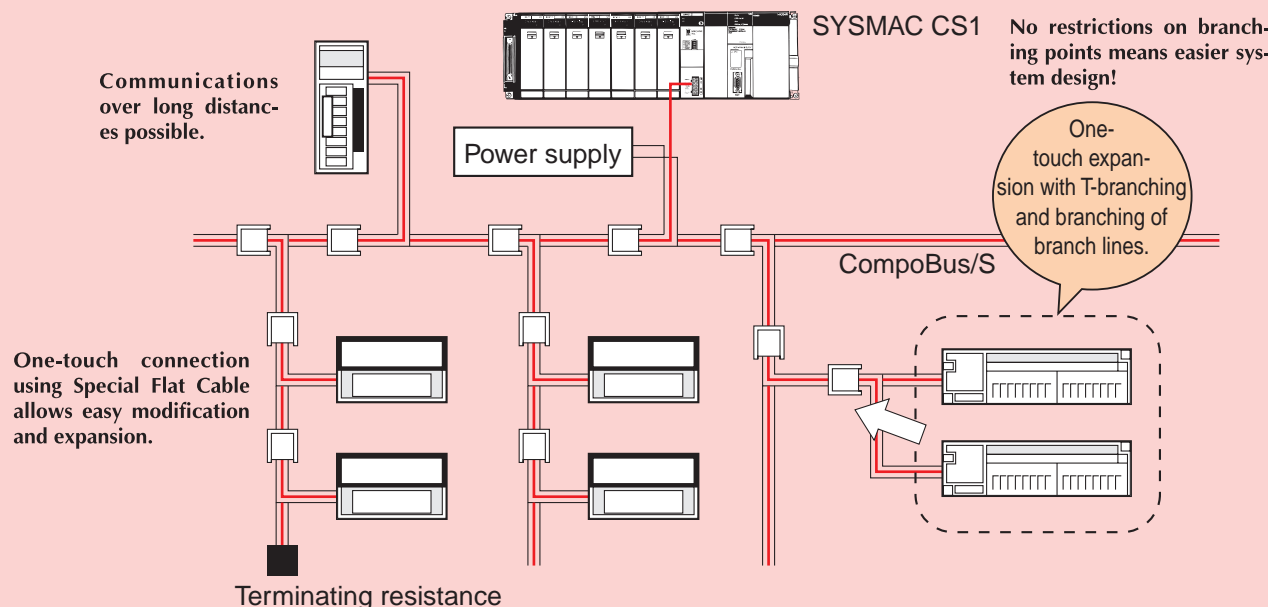 SYSMAC CS1
No restrictions on branch-
ing points means easier sys-
tem design!
Communications
over long distanc-
es possible.
Power supply
One-
touch expan-
sion with T-branching
and branching of
branch lines.
CompoBus/S
One-touch connection
using Special Flat Cable
allows easy modification
and expansion.
Terminating resistance